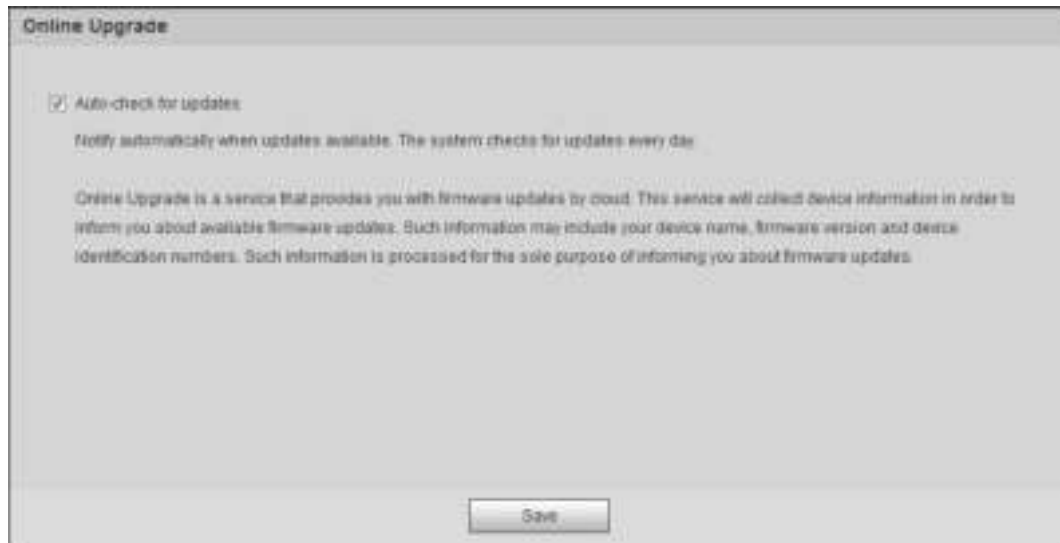 Online Upgrade
Auto-check for updates
Notify automatically when updates available. The system checks for updates every day.
Online Upgrade is a service that provides you with firmware updates by cloud. This service will collect device information in order to
inform you about available firmware updates. Such information may include your device name, firmware version and device
identification numbers. Such information is processed for the sole purpose of informing you about firmware updates.
Save